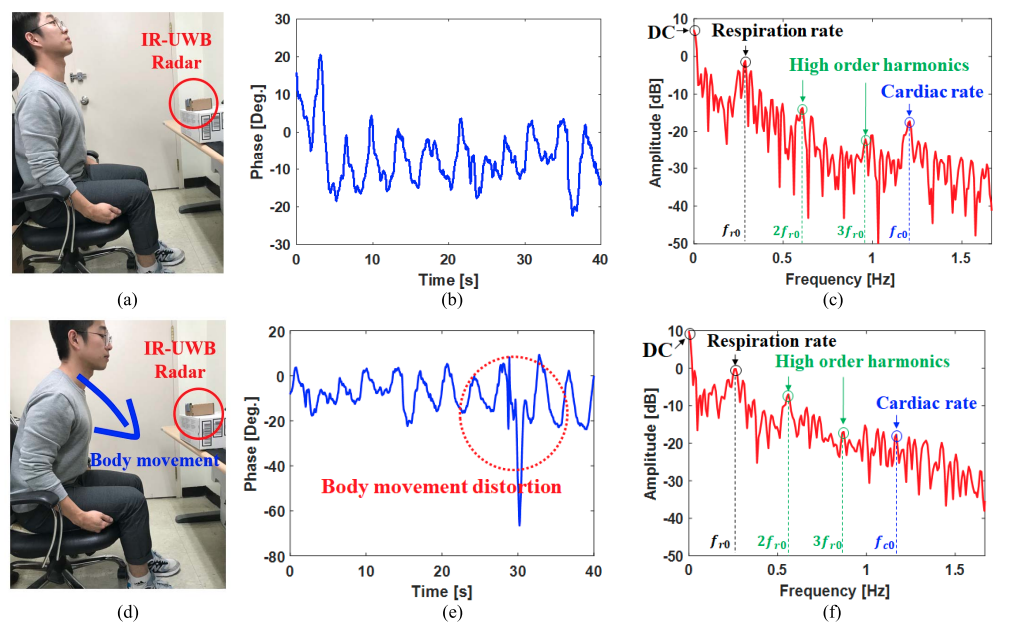 IR-UWB
Radar
(a)
30
20
10
0
-10
-20
-30
Phase [Deg.]
0
10
20
30
40
Time [s]
(b)
10
0
-10
-20
-30
-40
-50
Amplitude [dB]
DC
Respiration rate
High order harmonics
Cardiac rate
fr0
2fr0
3fr0
fc0
0
0.5
1
1.5
Frequency [Hz]
(c)
IR-UWB
Radar
Body movement
(d)
20
0
-20
-40
-60
-80
Phase [Deg.]
Body movement distortion
0
10
20
30
40
Time [s]
(e)
10
0
-10
-20
-30
-40
-50
Amplitude [dB]
DC
Respiration rate
High order harmonics
Cardiac rate
fr0
2fr0
3fr0
fc0
0
0.5
1
1.5
Frequency [Hz]
(f)